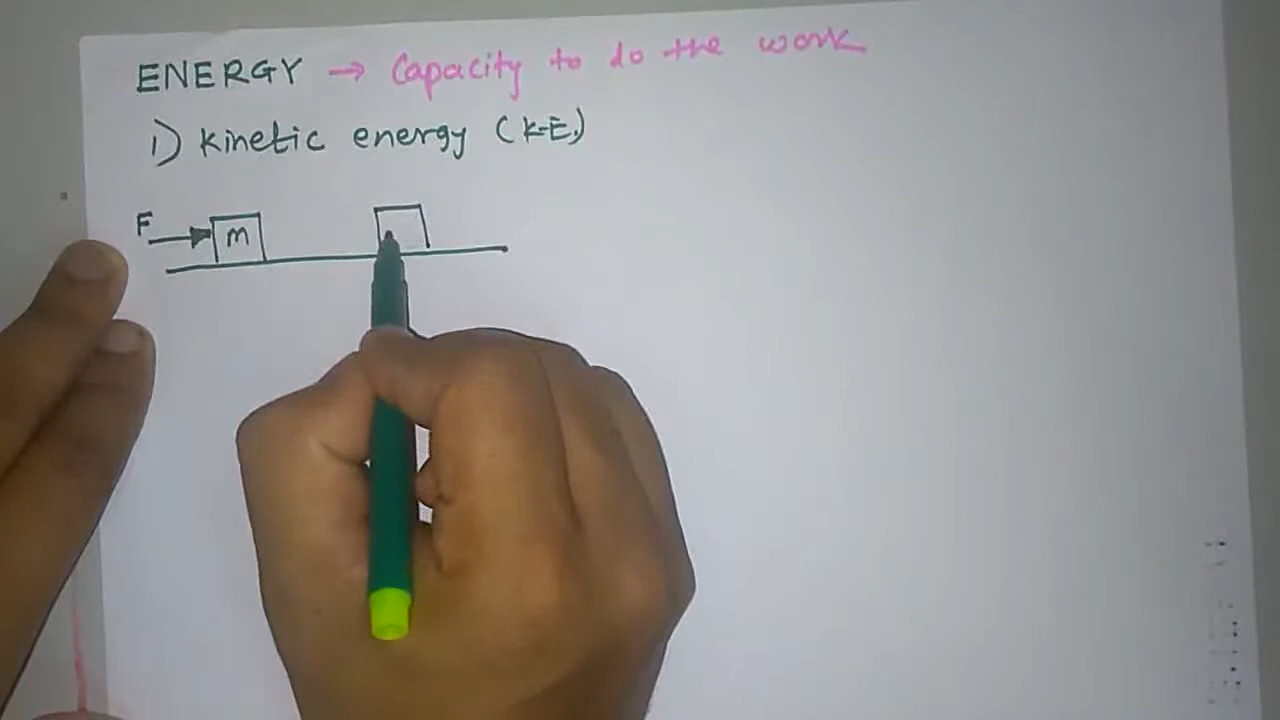 ENERGY → Capacity to do the work
1) Kinetic energy (K.E.)
F m